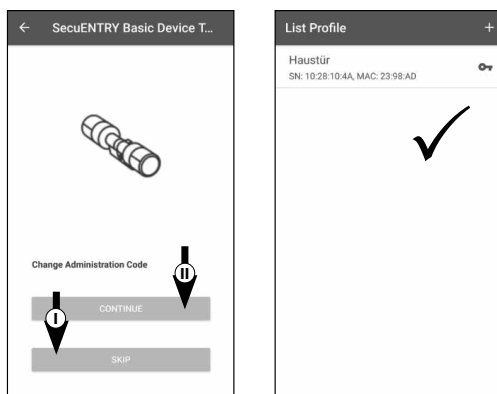 SecuENTRY Basic Device T...
Change Administration Code
II
CONTINUE
I
SKIP
List Profile
Haustür
SN: 10:28:10:4A, MAC: 23:98:AD